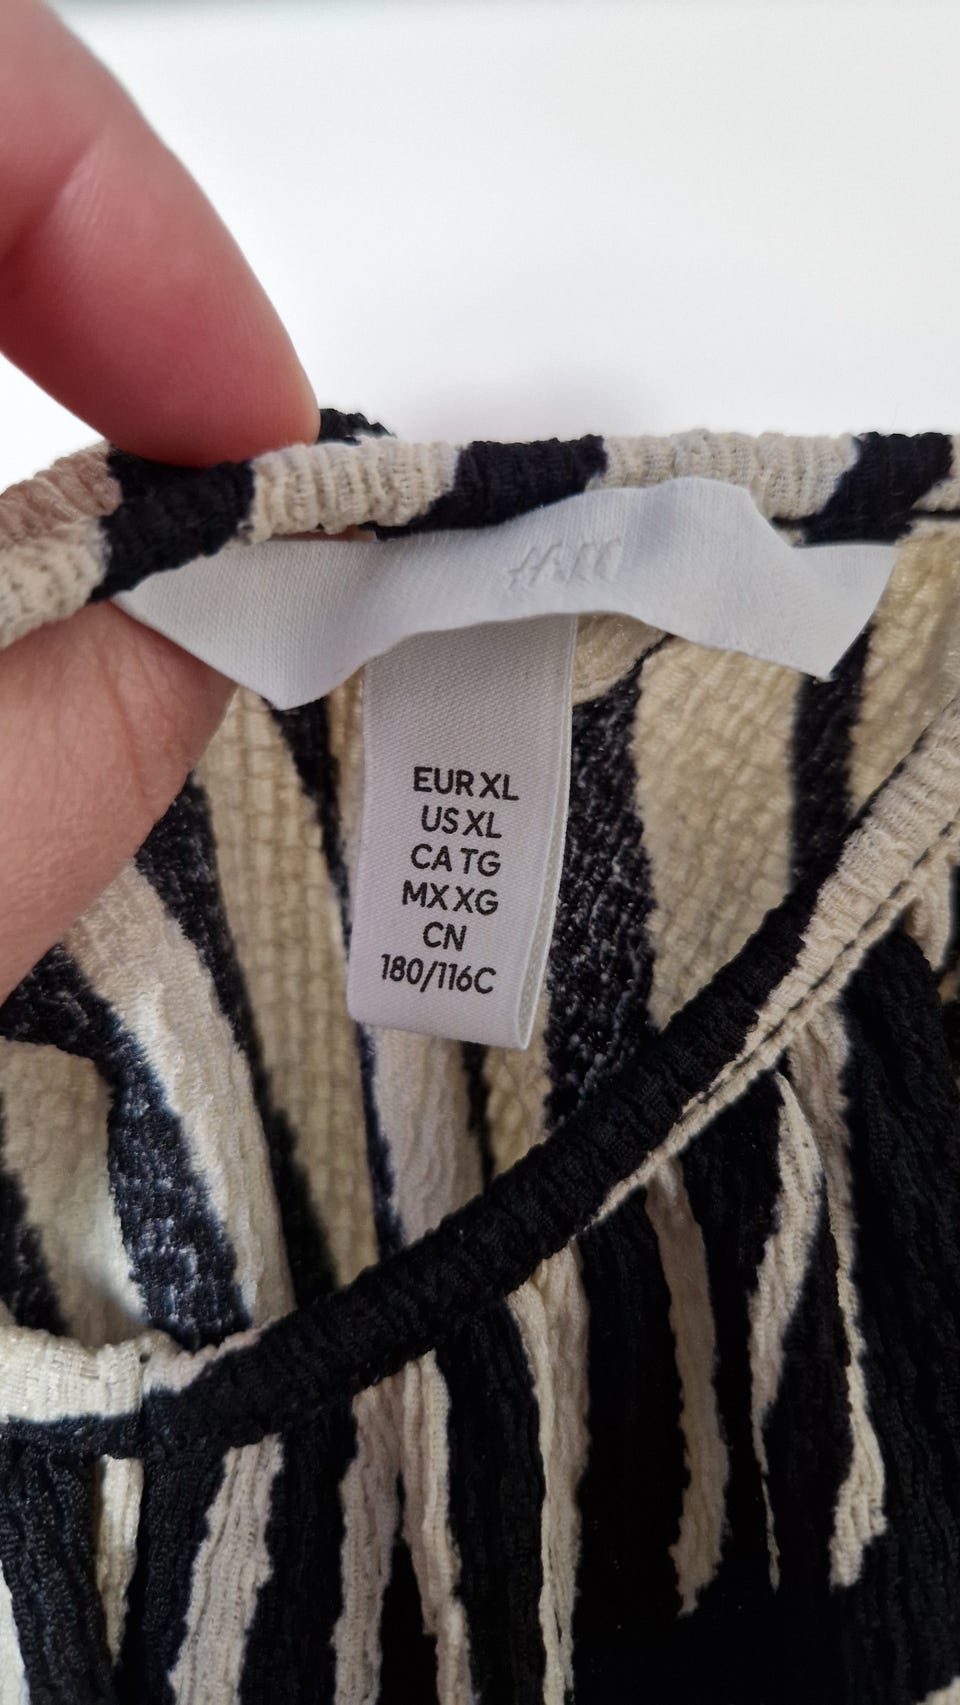 H&M
EUR XL
US XL
CA TG
MX XG
CN
180/116C